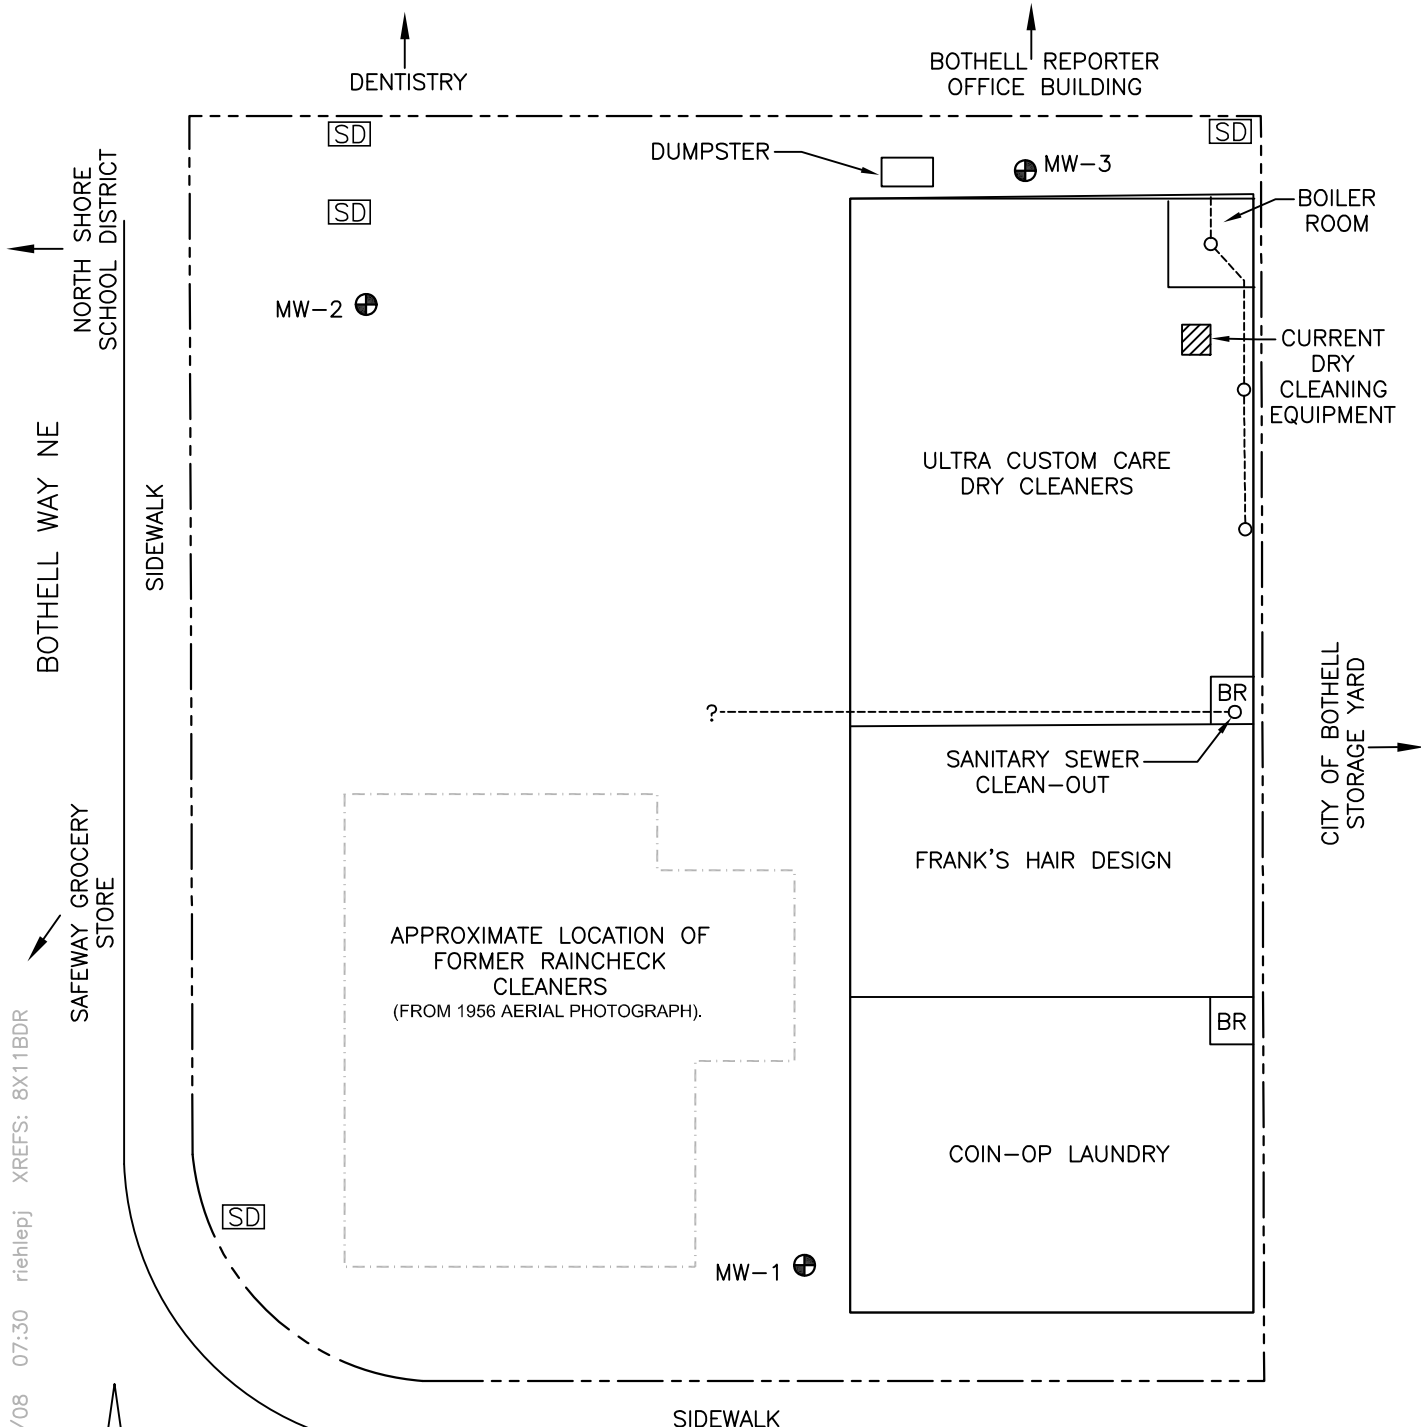 DENTISTRY
BOTHELL REPORTER
OFFICE BUILDING
SD
SD
DUMPSTER
MW-3
NORTH SHORE
SCHOOL DISTRICT
SD
BOILER
ROOM
MW-2
CURRENT
DRY
CLEANING
EQUIPMENT
BOTHELL WAY NE
SIDEWALK
ULTRA CUSTOM CARE
DRY CLEANERS
CITY OF BOTHELL
STORAGE YARD
BR
?
SANITARY SEWER
CLEAN-OUT
SAFEWAY GROCERY
STORE
FRANK'S HAIR DESIGN
APPROXIMATE LOCATION OF
FORMER RAINCHECK
CLEANERS
(FROM 1956 AERIAL PHOTOGRAPH).
BR
COIN-OP LAUNDRY
SD
MW-1
/08 07:30 riehlepj XREFS: 8X11BDR
SIDEWALK